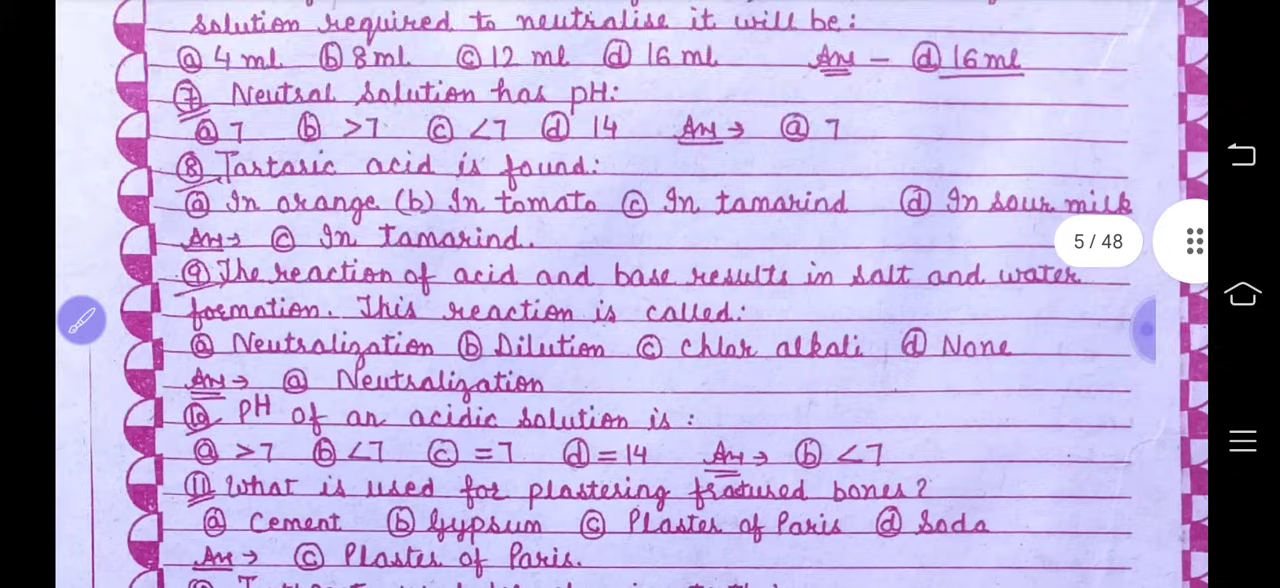 solution required to neutralise it will be:
ⓐ 4 ml ⓑ 8 ml ⓒ 12 ml ⓓ 16 ml Ans - ⓓ 16 ml
⑦ Neutral solution has pH:
ⓐ 7 ⓑ >7 ⓒ <7 ⓓ 14 Ans → ⓐ 7
⑧ Tartaric acid is found:
ⓐ In orange (b) In tomato ⓒ In tamarind ⓓ In sour milk
Ans → ⓒ In tamarind.
5 / 48
⑨ The reaction of acid and base results in salt and water
formation. This reaction is called:
ⓐ Neutralization ⓑ Dilution ⓒ Chlor alkali ⓓ None
Ans → ⓐ Neutralization
⑩ PH of an acidic solution is:
ⓐ >7 ⓑ <7 ⓒ =7 ⓓ =14 Ans → ⓑ <7
⑪ What is used for plastering fratured bones?
ⓐ Cement ⓑ Gypsum ⓒ Plaster of Paris ⓓ Soda
Ans → ⓒ Plaster of Paris.